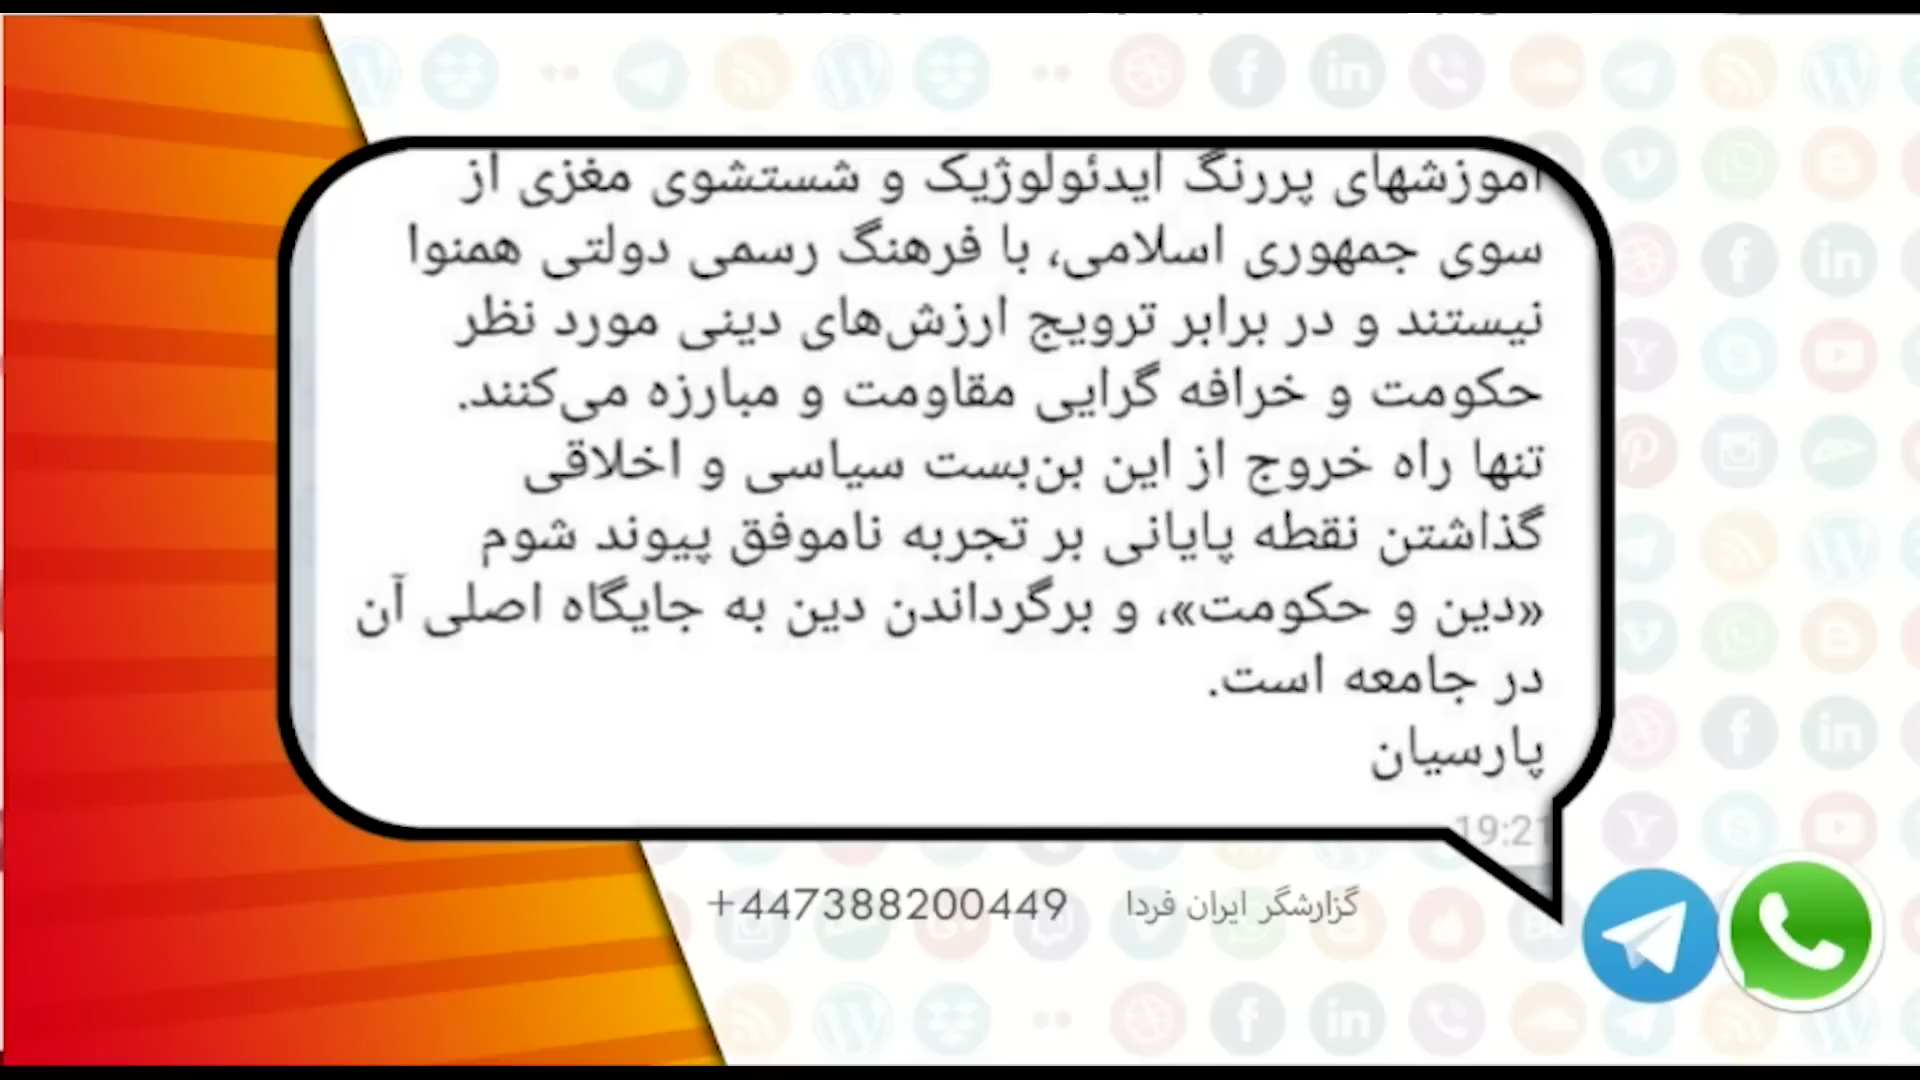 آموزشهای پررنگ ایدئولوژیک و شستشوی مغزی از
سوی جمهوری اسلامی، با فرهنگ رسمی دولتی همنوا
نیستند و در برابر ترویج ارزش‌های دینی مورد نظر
حکومت و خرافه گرایی مقاومت و مبارزه می‌کنند.
تنها راه خروج از این بن‌بست سیاسی و اخلاقی
گذاشتن نقطه پایانی بر تجربه ناموفق پیوند شوم
«دین و حکومت»، و برگرداندن دین به جایگاه اصلی آن
در جامعه است.
پارسیان
19:21
گزارشگر ایران فردا +447388200449